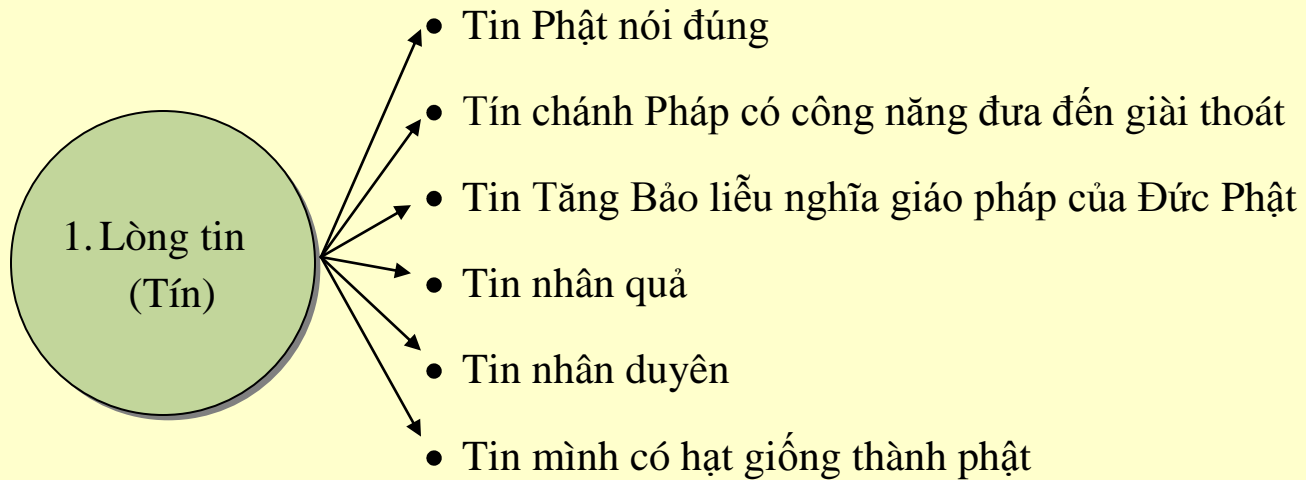 1. Lòng tin
(Tín)
• Tin Phật nói đúng
• Tín chánh Pháp có công năng đưa đến giài thoát
• Tin Tăng Bảo liễu nghĩa giáo pháp của Đức Phật
• Tin nhân quả
• Tin nhân duyên
• Tin mình có hạt giống thành phật